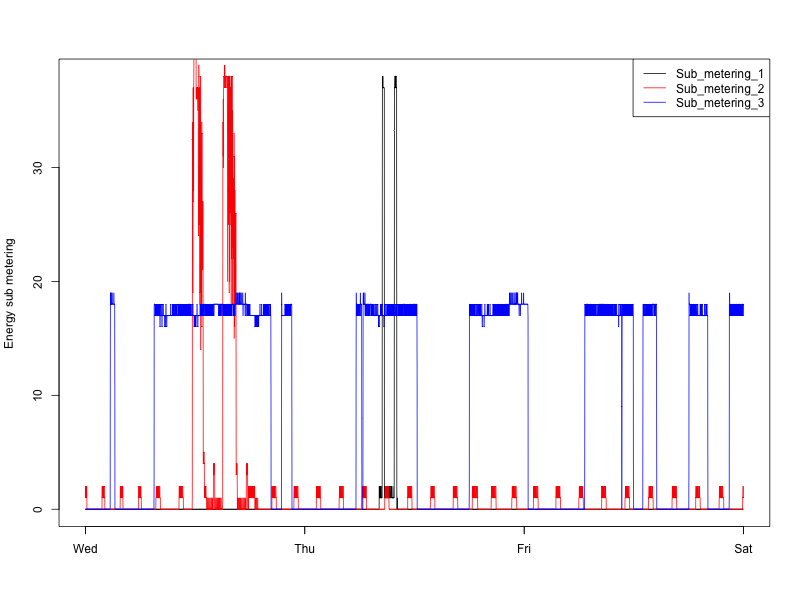 Sub_metering_1
Sub_metering_2
Sub_metering_3
Energy sub metering
30
20
10
0
Wed Thu Fri Sat